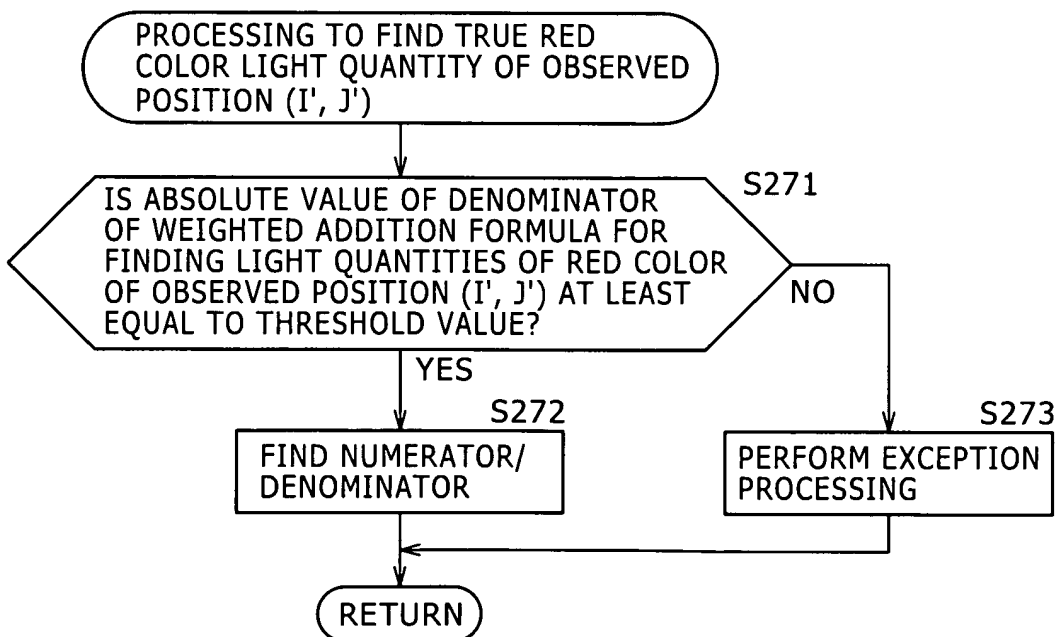 PROCESSING TO FIND TRUE RED
COLOR LIGHT QUANTITY OF OBSERVED
POSITION (I', J')
S271
IS ABSOLUTE VALUE OF DENOMINATOR
OF WEIGHTED ADDITION FORMULA FOR
FINDING LIGHT QUANTITIES OF RED COLOR
OF OBSERVED POSITION (I', J') AT LEAST
EQUAL TO THRESHOLD VALUE?
NO
YES
S272
FIND NUMERATOR/
DENOMINATOR
S273
PERFORM EXCEPTION
PROCESSING
RETURN